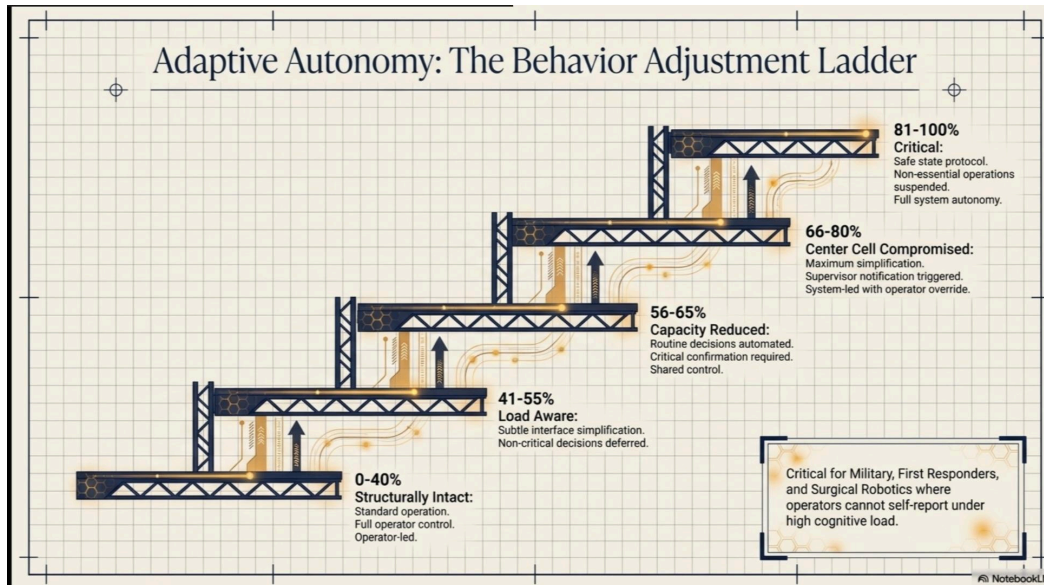 Adaptive Autonomy: The Behavior Adjustment Ladder
81-100%
Critical:
Safe state protocol.
Non-essential operations
suspended.
Full system autonomy.
66-80%
Center Cell Compromised:
Maximum simplification.
Supervisor notification triggered.
System-led with operator override.
56-65%
Capacity Reduced:
Routine decisions automated.
Critical confirmation required.
Shared control.
41-55%
Load Aware:
Subtle interface simplification.
Non-critical decisions deferred.
0-40%
Structurally Intact:
Standard operation.
Full operator control.
Operator-led.
Critical for Military, First Responders,
and Surgical Robotics where
operators cannot self-report under
high cognitive load.